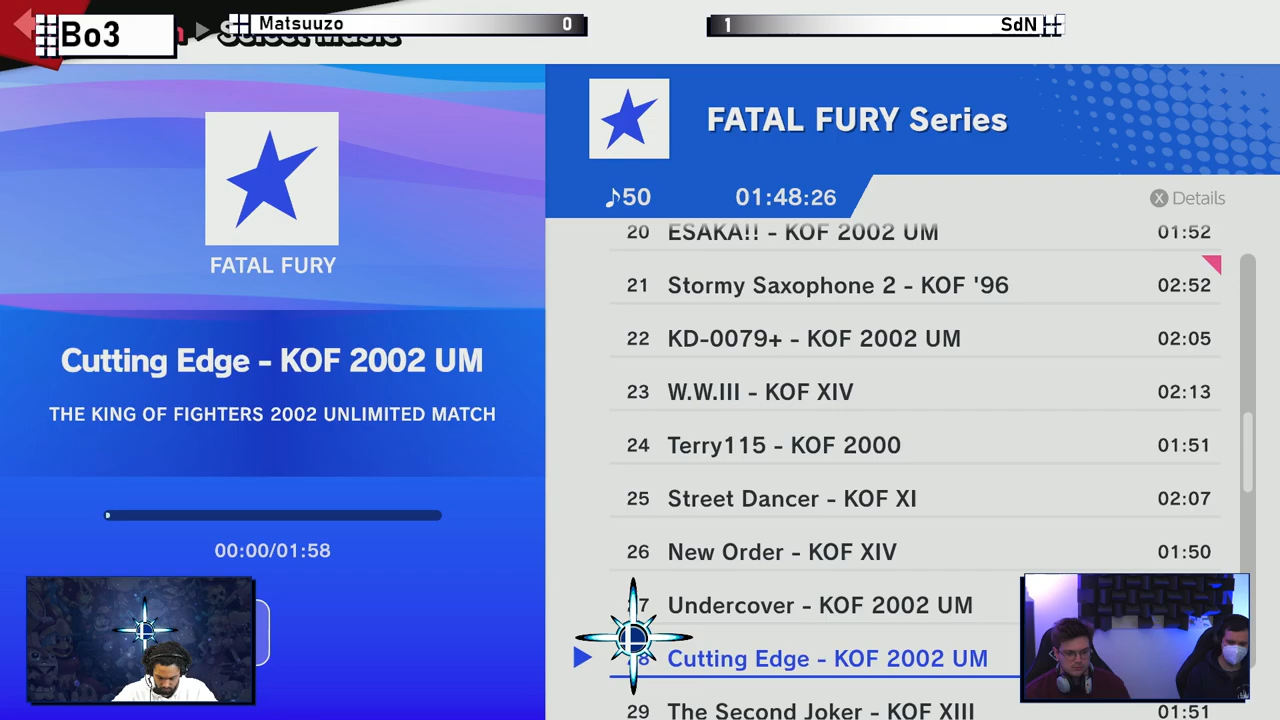 Bo3
Matsuuzo 0
1 SdN
Select Music
FATAL FURY
Cutting Edge - KOF 2002 UM
THE KING OF FIGHTERS 2002 UNLIMITED MATCH
00:00/01:58
FATAL FURY Series
♪50 01:48:26
X Details
20 ESAKA!! - KOF 2002 UM 01:52
21 Stormy Saxophone 2 - KOF '96 02:52
22 KD-0079+ - KOF 2002 UM 02:05
23 W.W.III - KOF XIV 02:13
24 Terry115 - KOF 2000 01:51
25 Street Dancer - KOF XI 02:07
26 New Order - KOF XIV 01:50
Undercover - KOF 2002 UM
Cutting Edge - KOF 2002 UM
29 The Second Joker - KOF XIII 01:51